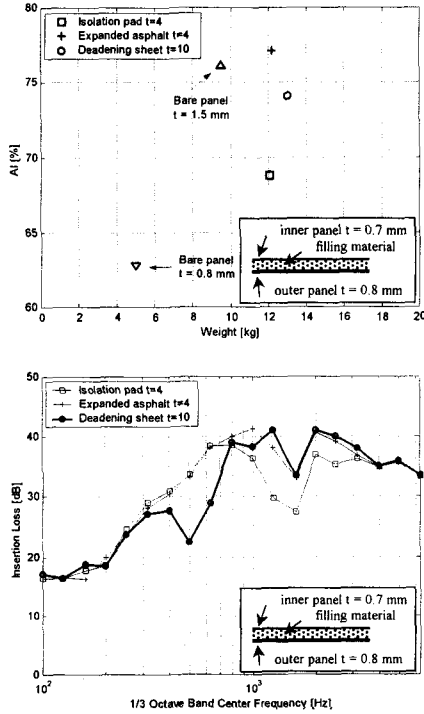 80
75
70
65
60
AI [%]
Isolation pad t=4
Expanded asphalt t=4
Deadening sheet t=10
Bare panel
t = 1.5 mm
Bare panel
t = 0.8 mm
inner panel t = 0.7 mm
filling material
outer panel t = 0.8 mm
0 2 4 6 8 10 12 14 16 18 20
Weight [kg]
50
40
30
20
10
0
Insertion Loss [dB]
Isolation pad t=4
Expanded asphalt t=4
Deadening sheet t=10
inner panel t = 0.7 mm
filling material
outer panel t = 0.8 mm
10² 10³
1/3 Octave Band Center Frequency [Hz]